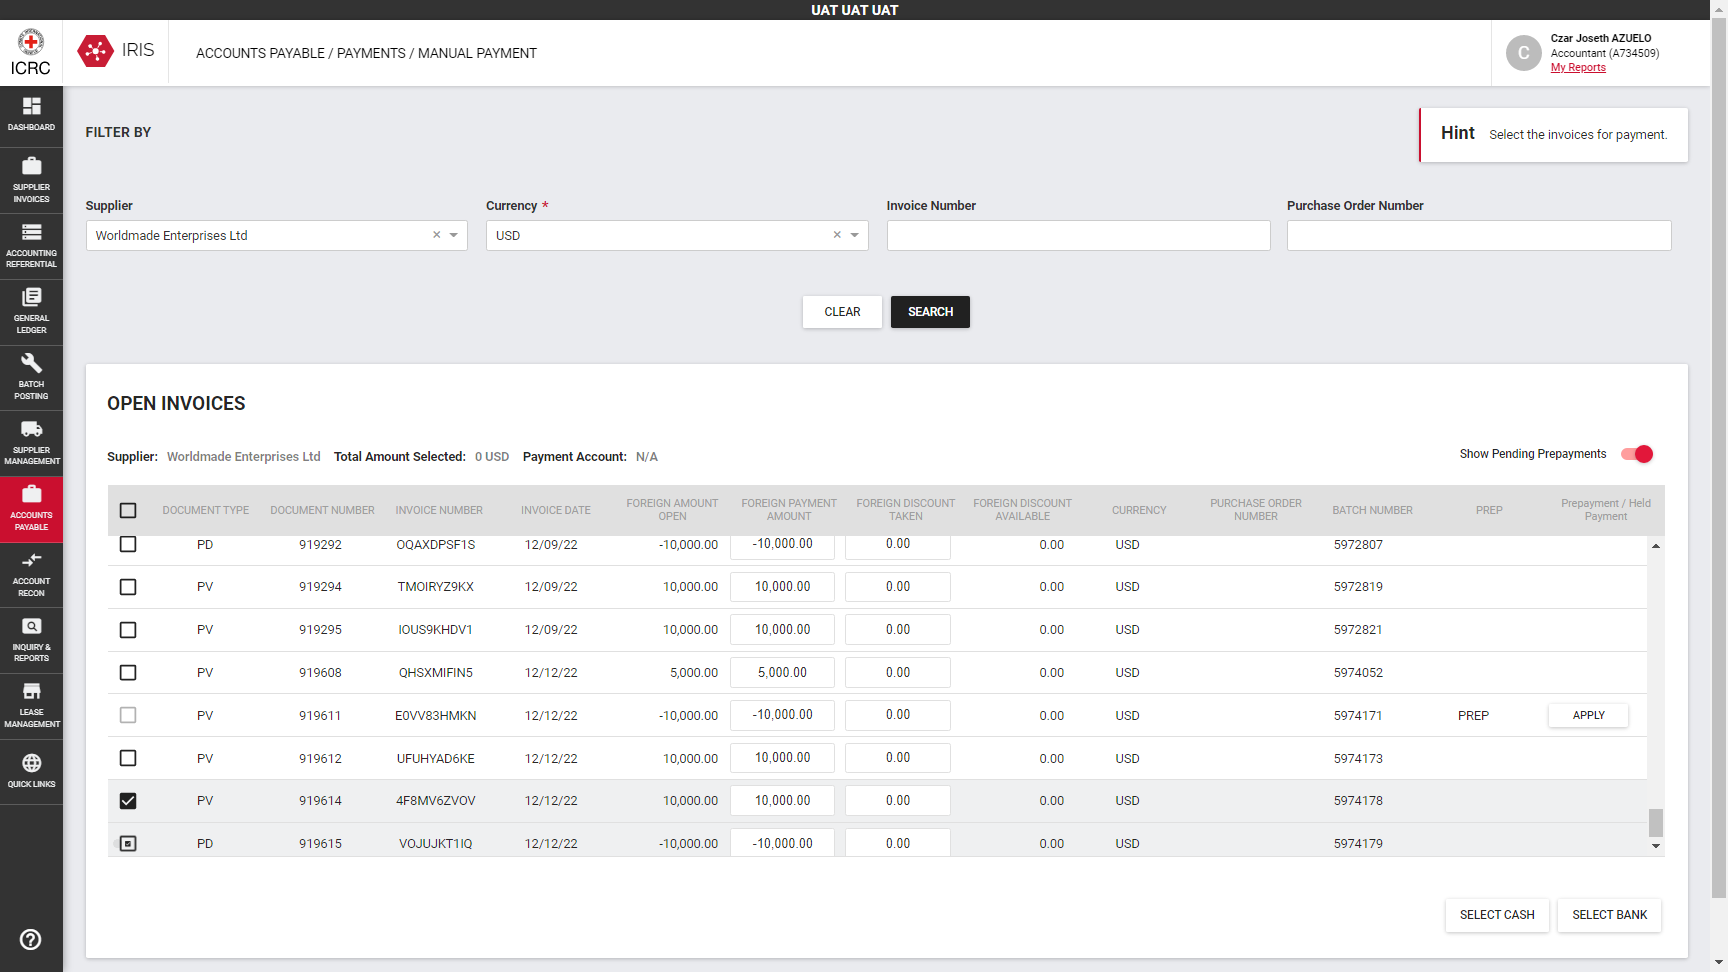 UAT UAT UAT
ICRC
IRIS
ACCOUNTS PAYABLE / PAYMENTS / MANUAL PAYMENT
C
Czar Joseth AZUELO
Accountant (A734509)
My Reports
DASHBOARD
SUPPLIER
INVOICES
ACCOUNTING
REFERENTIAL
GENERAL
LEDGER
BATCH
POSTING
SUPPLIER
MANAGEMENT
ACCOUNTS
PAYABLE
ACCOUNT
RECON
INQUIRY &
REPORTS
LEASE
MANAGEMENT
QUICK LINKS
FILTER BY
Hint Select the invoices for payment.
Supplier Currency * Invoice Number Purchase Order Number
Worldmade Enterprises Ltd × USD ×
CLEAR SEARCH
OPEN INVOICES
Supplier: Worldmade Enterprises Ltd Total Amount Selected: 0 USD Payment Account: N/A Show Pending Prepayments
DOCUMENT TYPE DOCUMENT NUMBER INVOICE NUMBER INVOICE DATE FOREIGN AMOUNT OPEN FOREIGN PAYMENT AMOUNT FOREIGN DISCOUNT TAKEN FOREIGN DISCOUNT AVAILABLE CURRENCY PURCHASE ORDER NUMBER BATCH NUMBER PREP Prepayment / Held Payment
PD 919292 OQAXDPSF1S 12/09/22 -10,000.00 -10,000.00 0.00 0.00 USD 5972807
PV 919294 TMOIRYZ9KX 12/09/22 10,000.00 10,000.00 0.00 0.00 USD 5972819
PV 919295 IOUS9KHDV1 12/09/22 10,000.00 10,000.00 0.00 0.00 USD 5972821
PV 919608 QHSXMIFIN5 12/12/22 5,000.00 5,000.00 0.00 0.00 USD 5974052
PV 919611 E0VV83HMKN 12/12/22 -10,000.00 -10,000.00 0.00 0.00 USD 5974171 PREP APPLY
PV 919612 UFUHYAD6KE 12/12/22 10,000.00 10,000.00 0.00 0.00 USD 5974173
PV 919614 4F8MV6ZVOV 12/12/22 10,000.00 10,000.00 0.00 0.00 USD 5974178
PD 919615 VOJUJKT1IQ 12/12/22 -10,000.00 -10,000.00 0.00 0.00 USD 5974179
SELECT CASH SELECT BANK